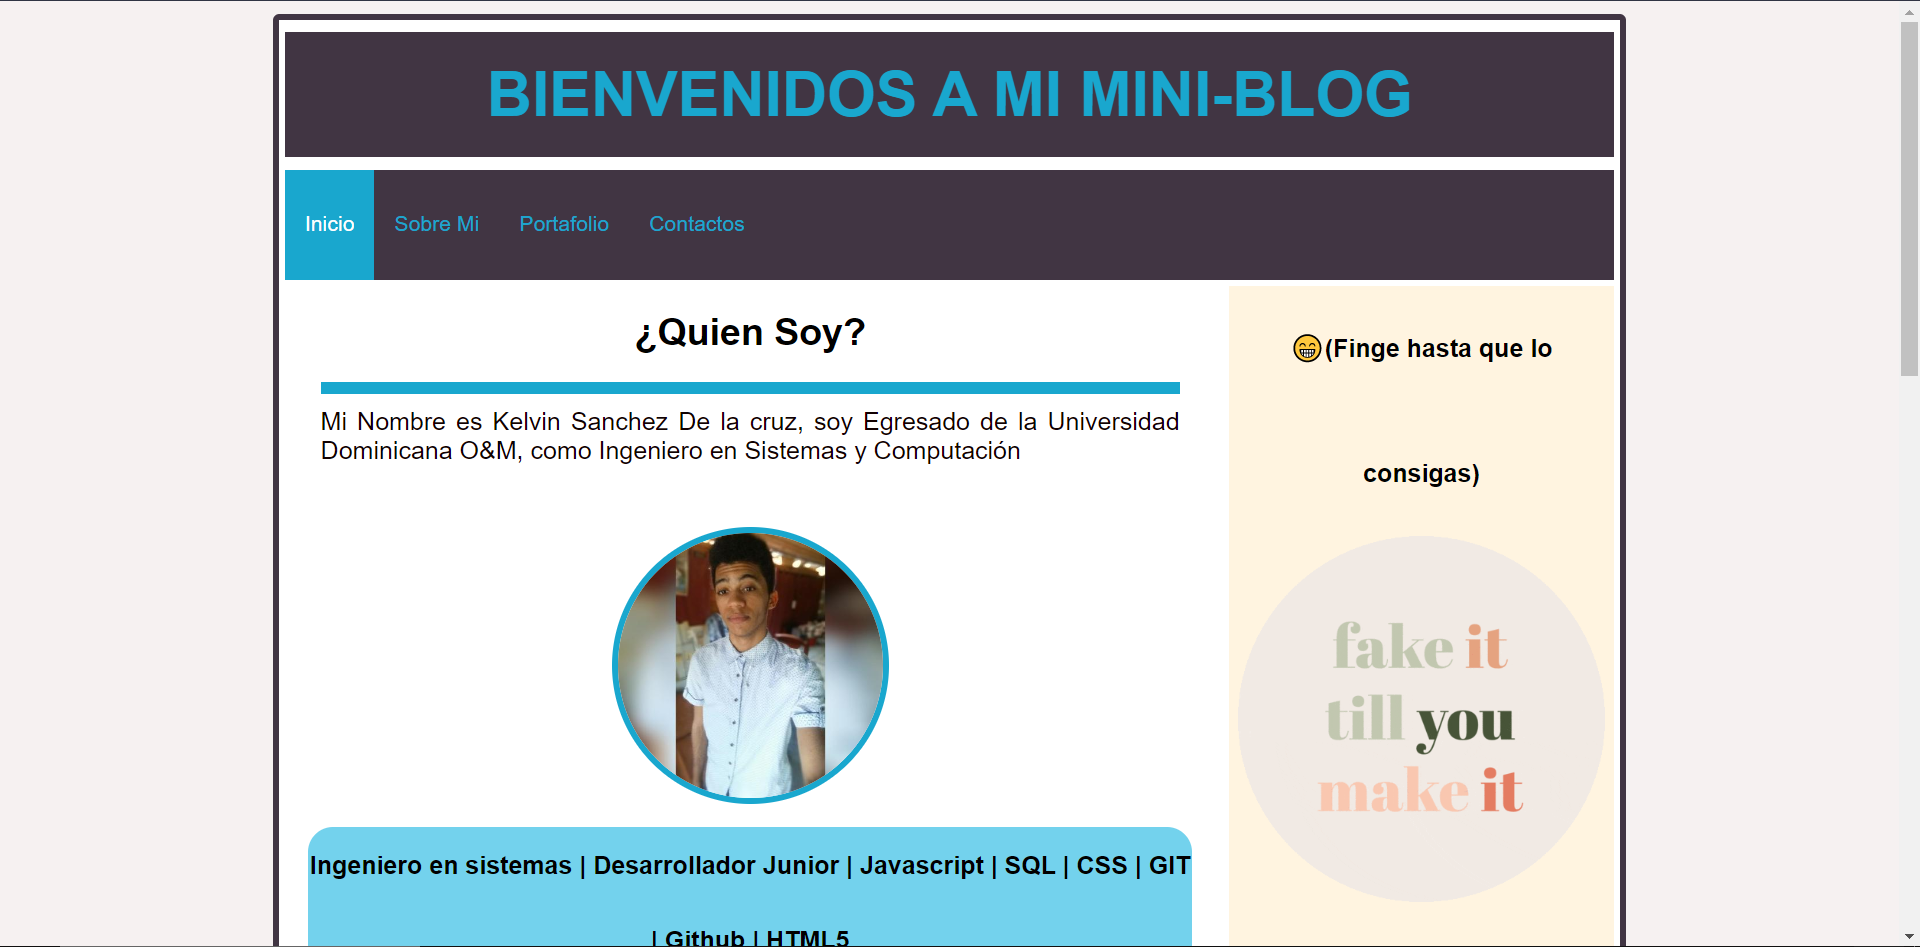 BIENVENIDOS A MI MINI-BLOG
Inicio
Sobre Mi
Portafolio
Contactos
¿Quien Soy?
Mi Nombre es Kelvin Sanchez De la cruz, soy Egresado de la Universidad
Dominicana O&M, como Ingeniero en Sistemas y Computación
Ingeniero en sistemas | Desarrollador Junior | Javascript | SQL | CSS | GIT
| Github | HTML5
😁(Finge hasta que lo
consigas)
fake it
till you
make it